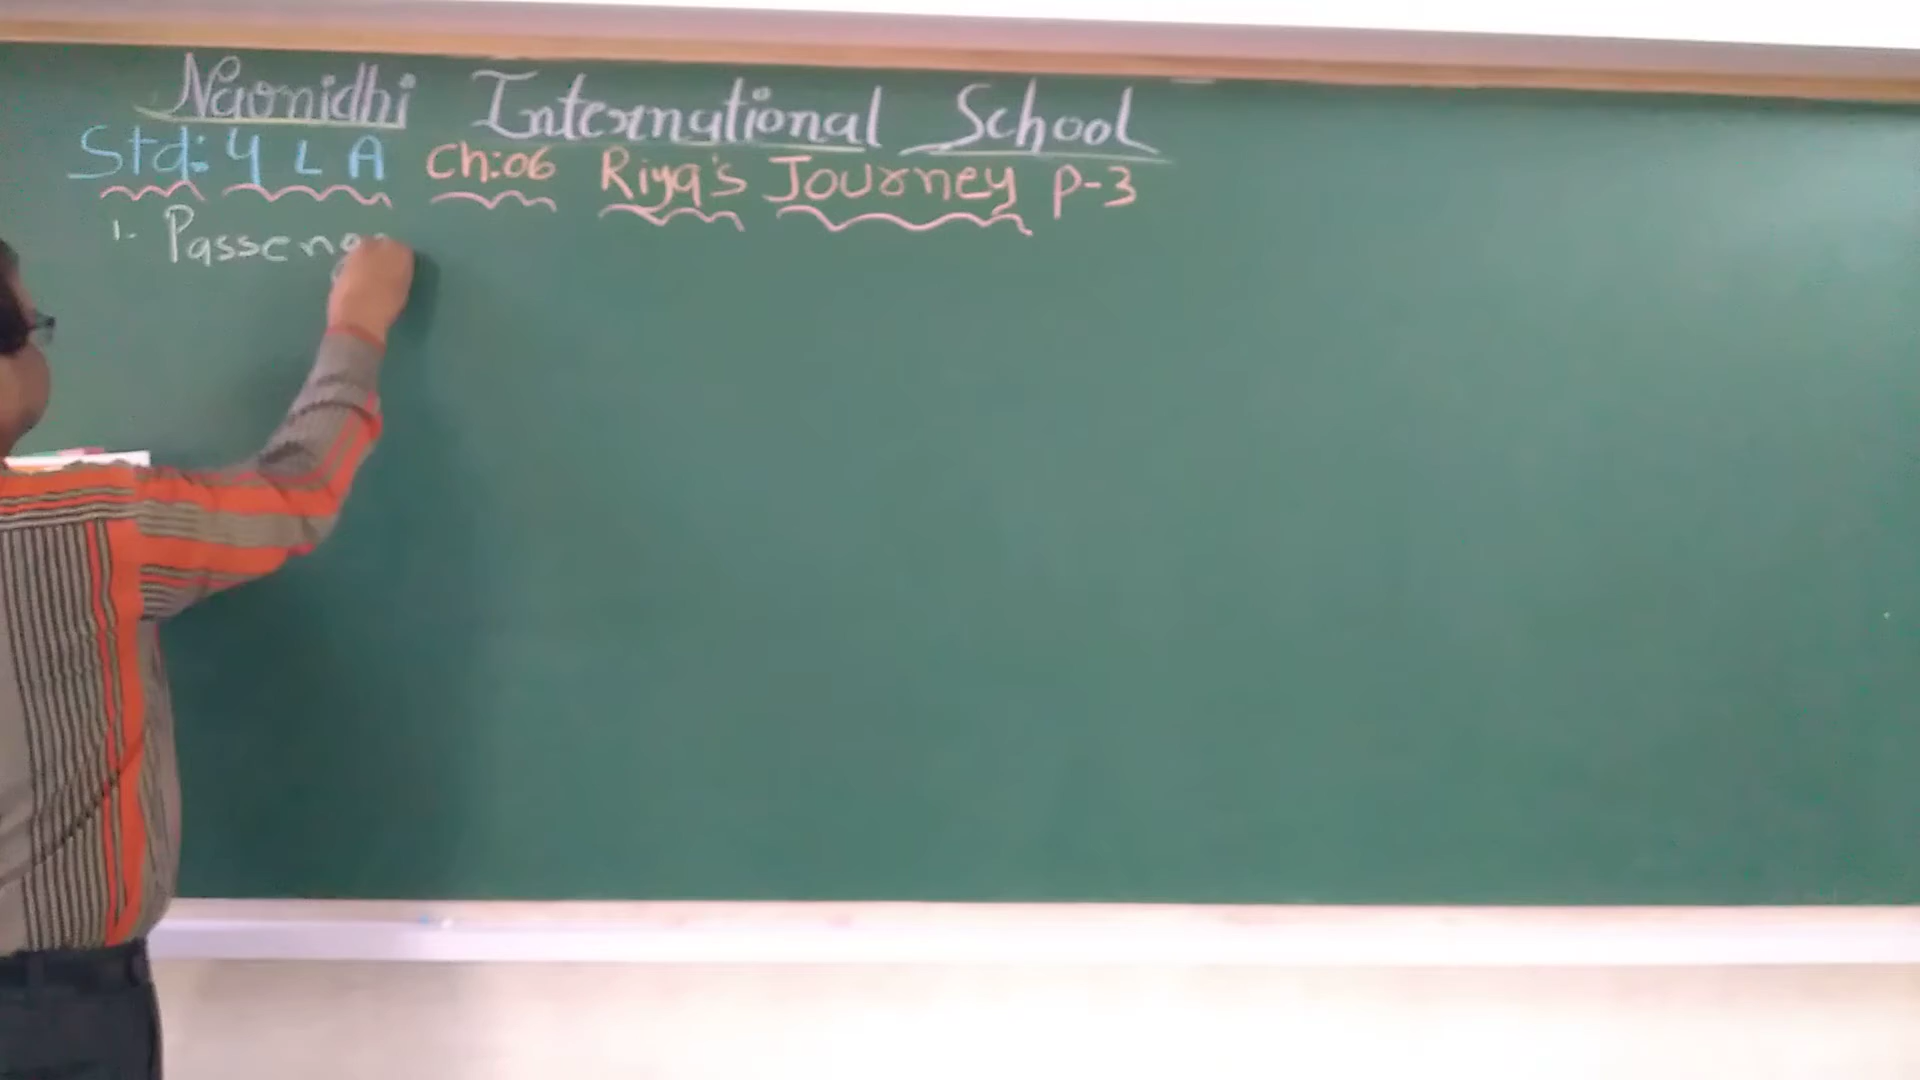 Navnidhi International School
Std: 4 L A Ch:06 Riya's Journey P-3
1. Passeng